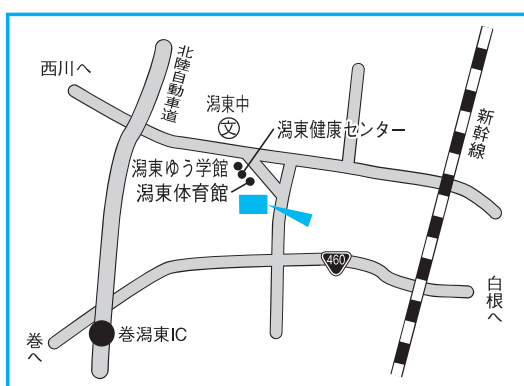 北陸自動車道
西川へ
潟東中
文
潟東健康センター
新幹線
潟東ゆう学館
潟東体育館
460
白根へ
巻へ
巻潟東IC